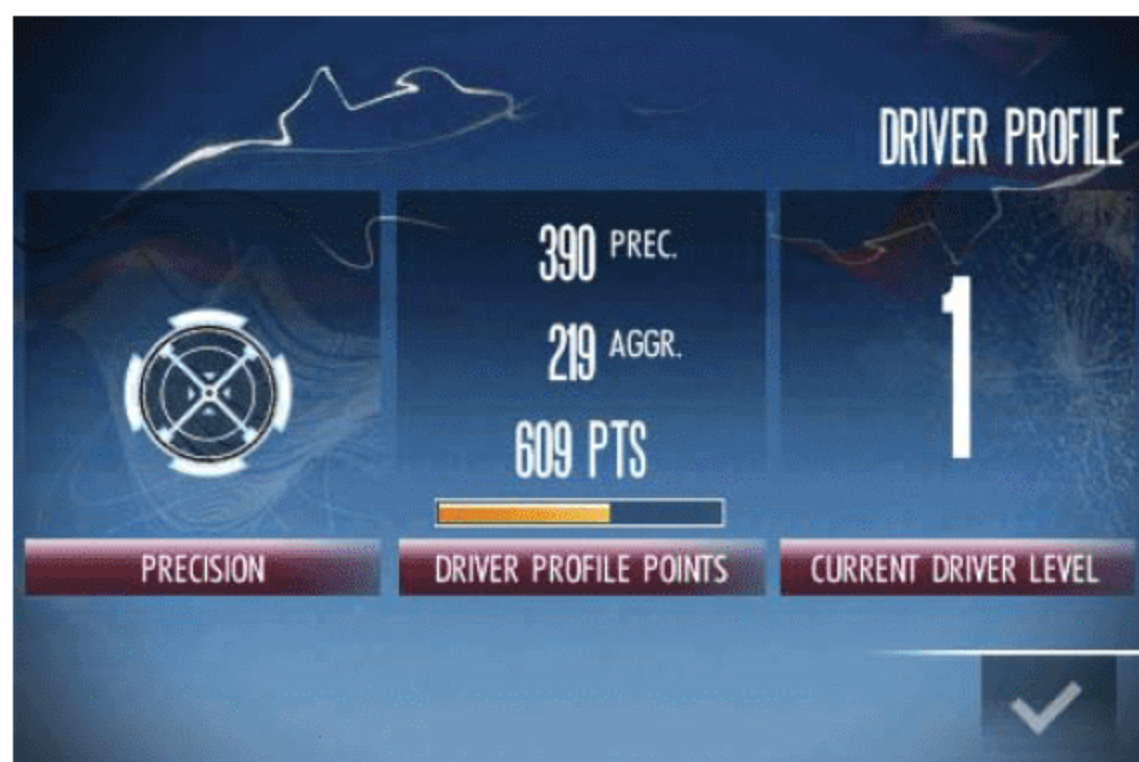 DRIVER PROFILE
390 PREC.
219 AGGR.
609 PTS
1
PRECISION
DRIVER PROFILE POINTS
CURRENT DRIVER LEVEL